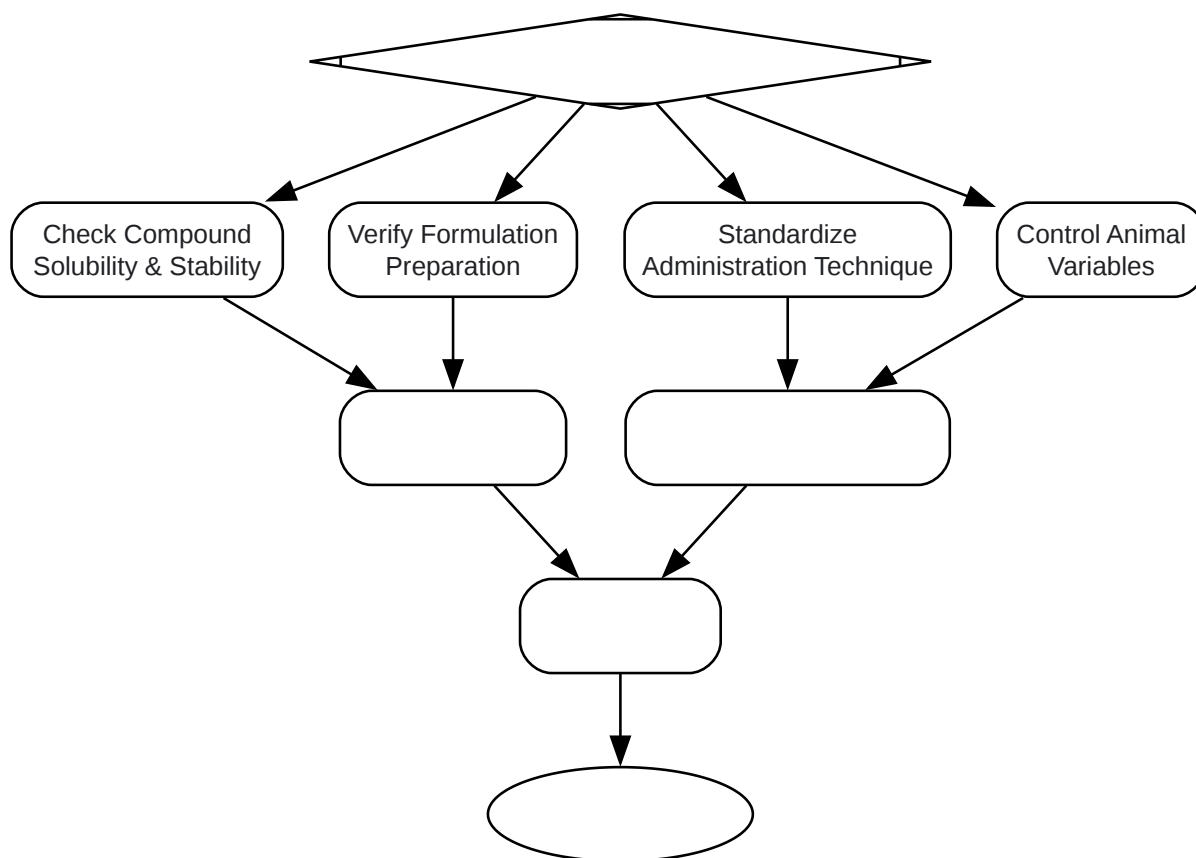 Check Compound
Solubility & Stability
Verify Formulation
Preparation
Standardize
Administration Technique
Control Animal
Variables